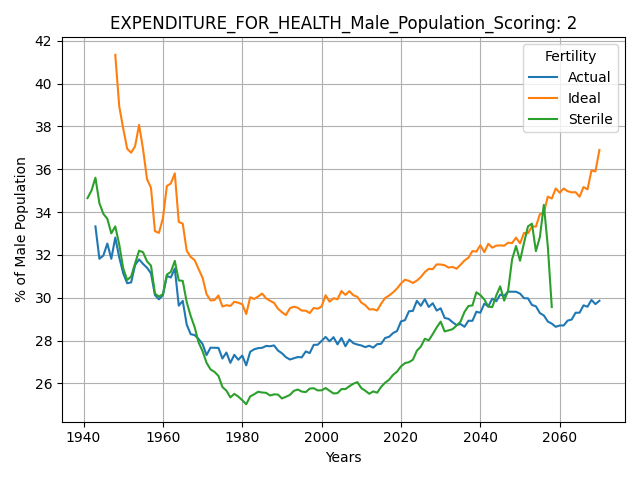 EXPENDITURE_FOR_HEALTH_Male_Population_Scoring: 2
Fertility
Actual
Ideal
Sterile
% of Male Population
42
40
38
36
34
32
30
28
26
1940
1960
1980
2000
2020
2040
2060
Years